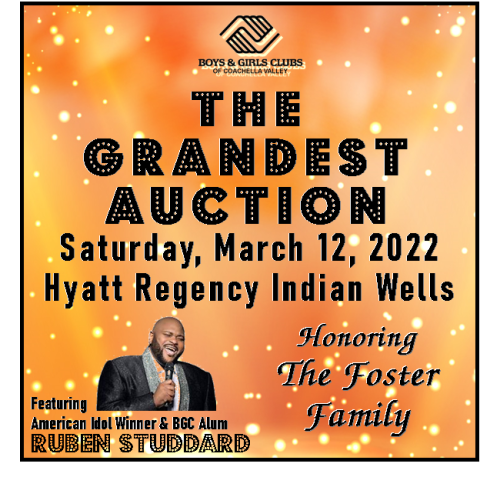 BOYS & GIRLS CLUBS
OF COACHELLA VALLEY
THE
GRANDEST
AUCTION
Saturday, March 12, 2022
Hyatt Regency Indian Wells
Honoring
The Foster
Family
Featuring
American Idol Winner & BGC Alum
RUBEN STUDDARD